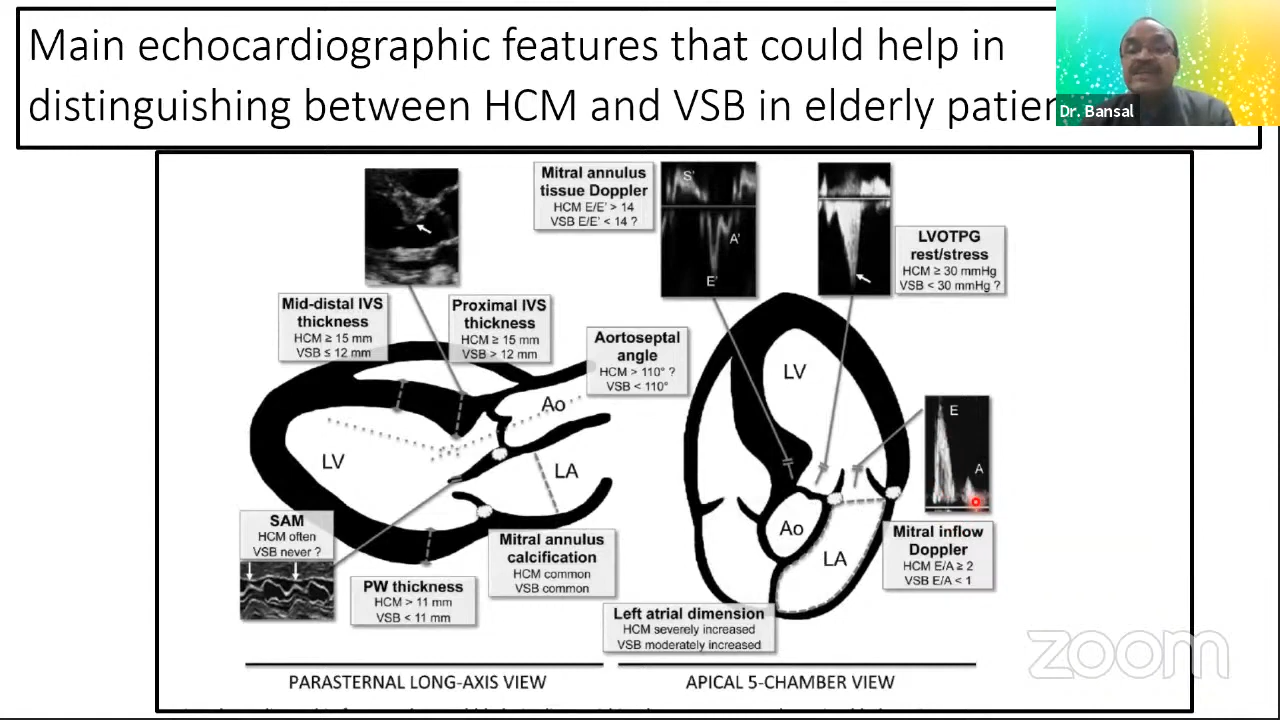 Main echocardiographic features that could help in
distinguishing between HCM and VSB in elderly
Dr. Bansal
Mitral annulus
tissue Doppler
HCM E/E' > 14
VSB E/E' < 14 ?
S'
A'
E'
LVOTPG
rest/stress
HCM ≥ 30 mmHg
VSB < 30 mmHg ?
Mid-distal IVS
thickness
HCM ≥ 15 mm
VSB ≤ 12 mm
Proximal IVS
thickness
HCM ≥ 15 mm
VSB > 12 mm
Aortoseptal
angle
HCM > 110° ?
VSB < 110°
Ao
LV
LA
LV
Ao
LA
E
A
SAM
HCM often
VSB never ?
PW thickness
HCM > 11 mm
VSB < 11 mm
Mitral annulus
calcification
HCM common
VSB common
Mitral inflow
Doppler
HCM E/A ≥ 2
VSB E/A < 1
Left atrial dimension
HCM severely increased
VSB moderately increased
PARASTERNAL LONG-AXIS VIEW
APICAL 5-CHAMBER VIEW
zoom